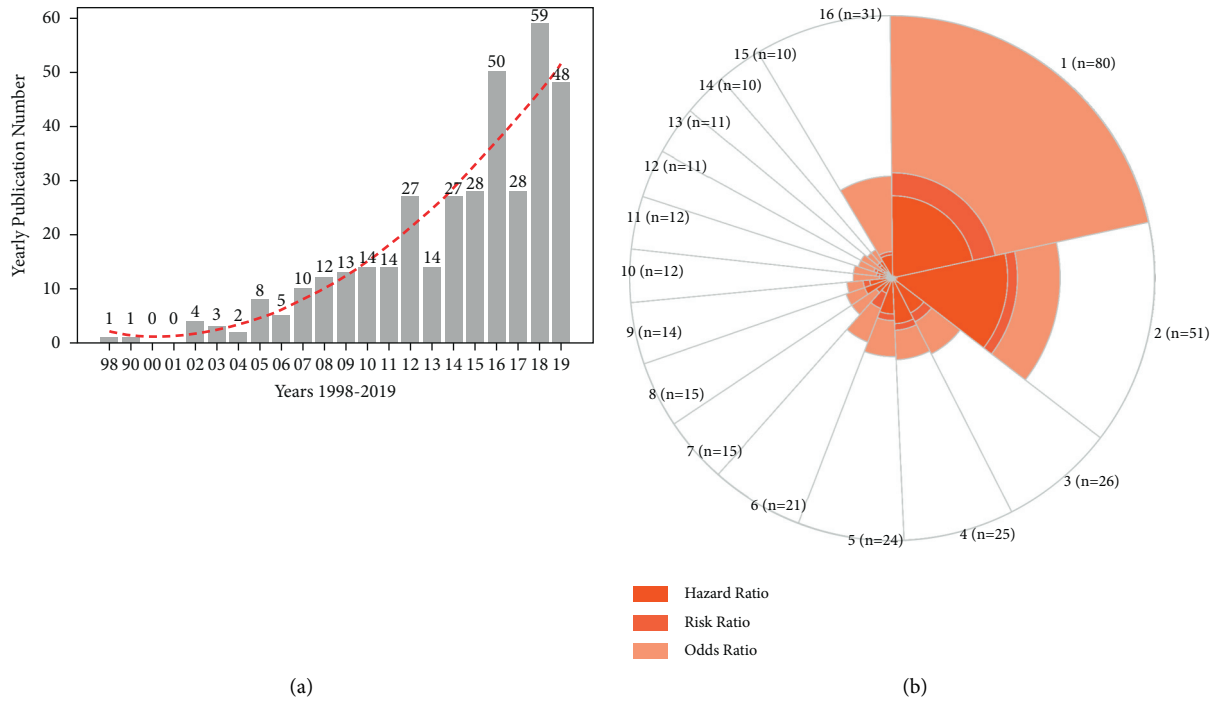 60
50
40
30
20
10
0
Yearly Publication Number
1 1 0 0 4 3 2 8 5 10 12 13 14 14 27 14 27 28 50 28 59 48
98 90 00 01 02 03 04 05 06 07 08 09 10 11 12 13 14 15 16 17 18 19
Years 1998-2019
(a)
16 (n=31)
1 (n=80)
15 (n=10)
14 (n=10)
13 (n=11)
12 (n=11)
11 (n=12)
10 (n=12)
9 (n=14)
8 (n=15)
7 (n=15)
6 (n=21)
5 (n=24)
4 (n=25)
3 (n=26)
2 (n=51)
Hazard Ratio
Risk Ratio
Odds Ratio
(b)